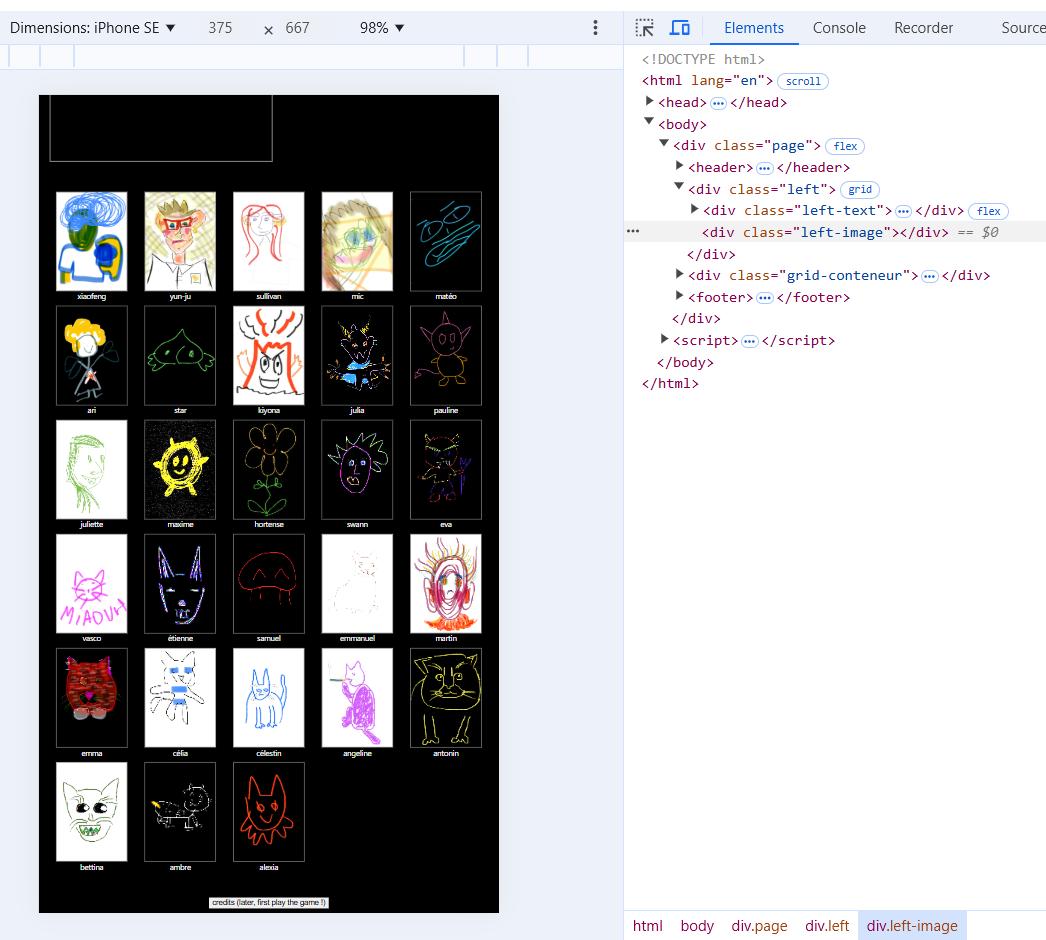 Dimensions: iPhone SE ▼ 375 × 667 98% ▼
Elements Console Recorder Source
<!DOCTYPE html>
<html lang="en"> scroll
<head> ••• </head>
<body>
<div class="page"> flex
<header> ••• </header>
<div class="left"> grid
<div class="left-text"> ••• </div> flex
••• <div class="left-image"></div> == $0
</div>
<div class="grid-conteneur"> ••• </div>
<footer> ••• </footer>
</div>
<script> ••• </script>
</body>
</html>
xiaofeng yun-ju sullivan mic matéo
ari star kiyona julia pauline
juliette maxime hortense swann eva
MIAOUH
vasco étienne samuel emmanuel martin
emma célia célestin angeline antonin
bettina ambre alexia
credits (later, first play the game !)
html body div.page div.left div.left-image